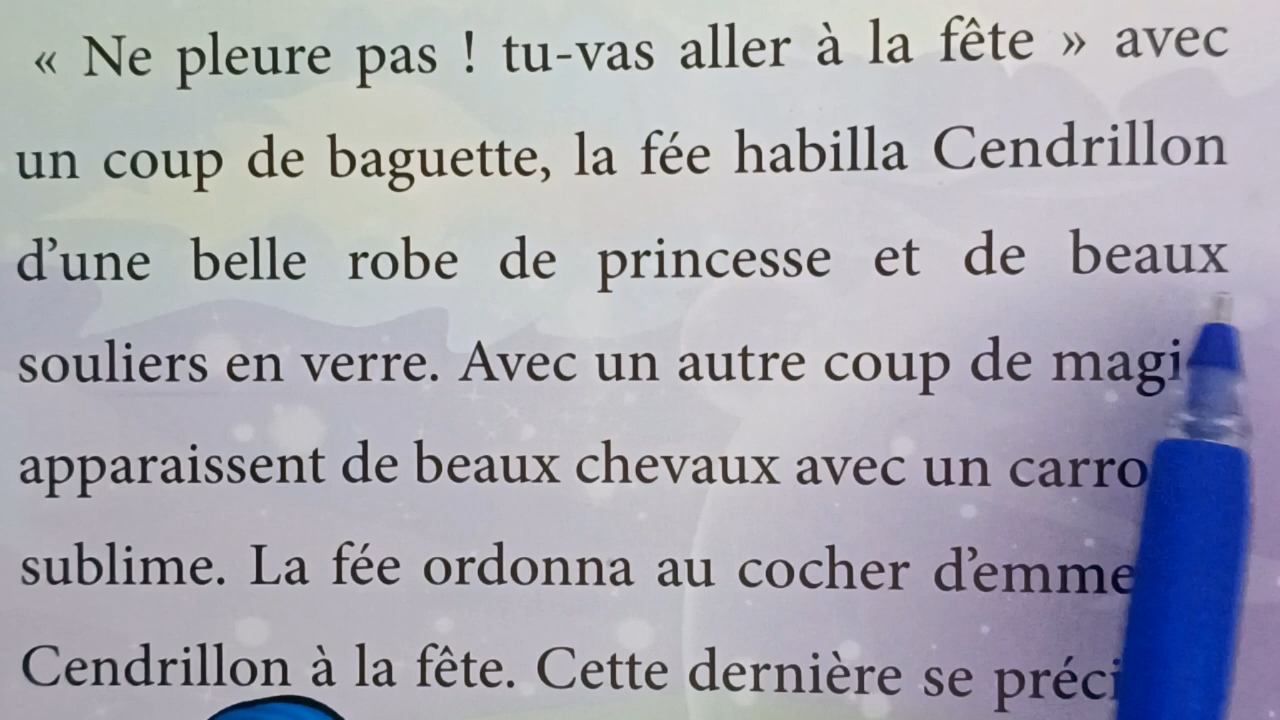 « Ne pleure pas ! tu-vas aller à la fête » avec
un coup de baguette, la fée habilla Cendrillon
d’une belle robe de princesse et de beaux
souliers en verre. Avec un autre coup de
apparaissent de beaux chevaux avec un
sublime. La fée ordonna au cocher
Cendrillon à la fête. Cette dernière se